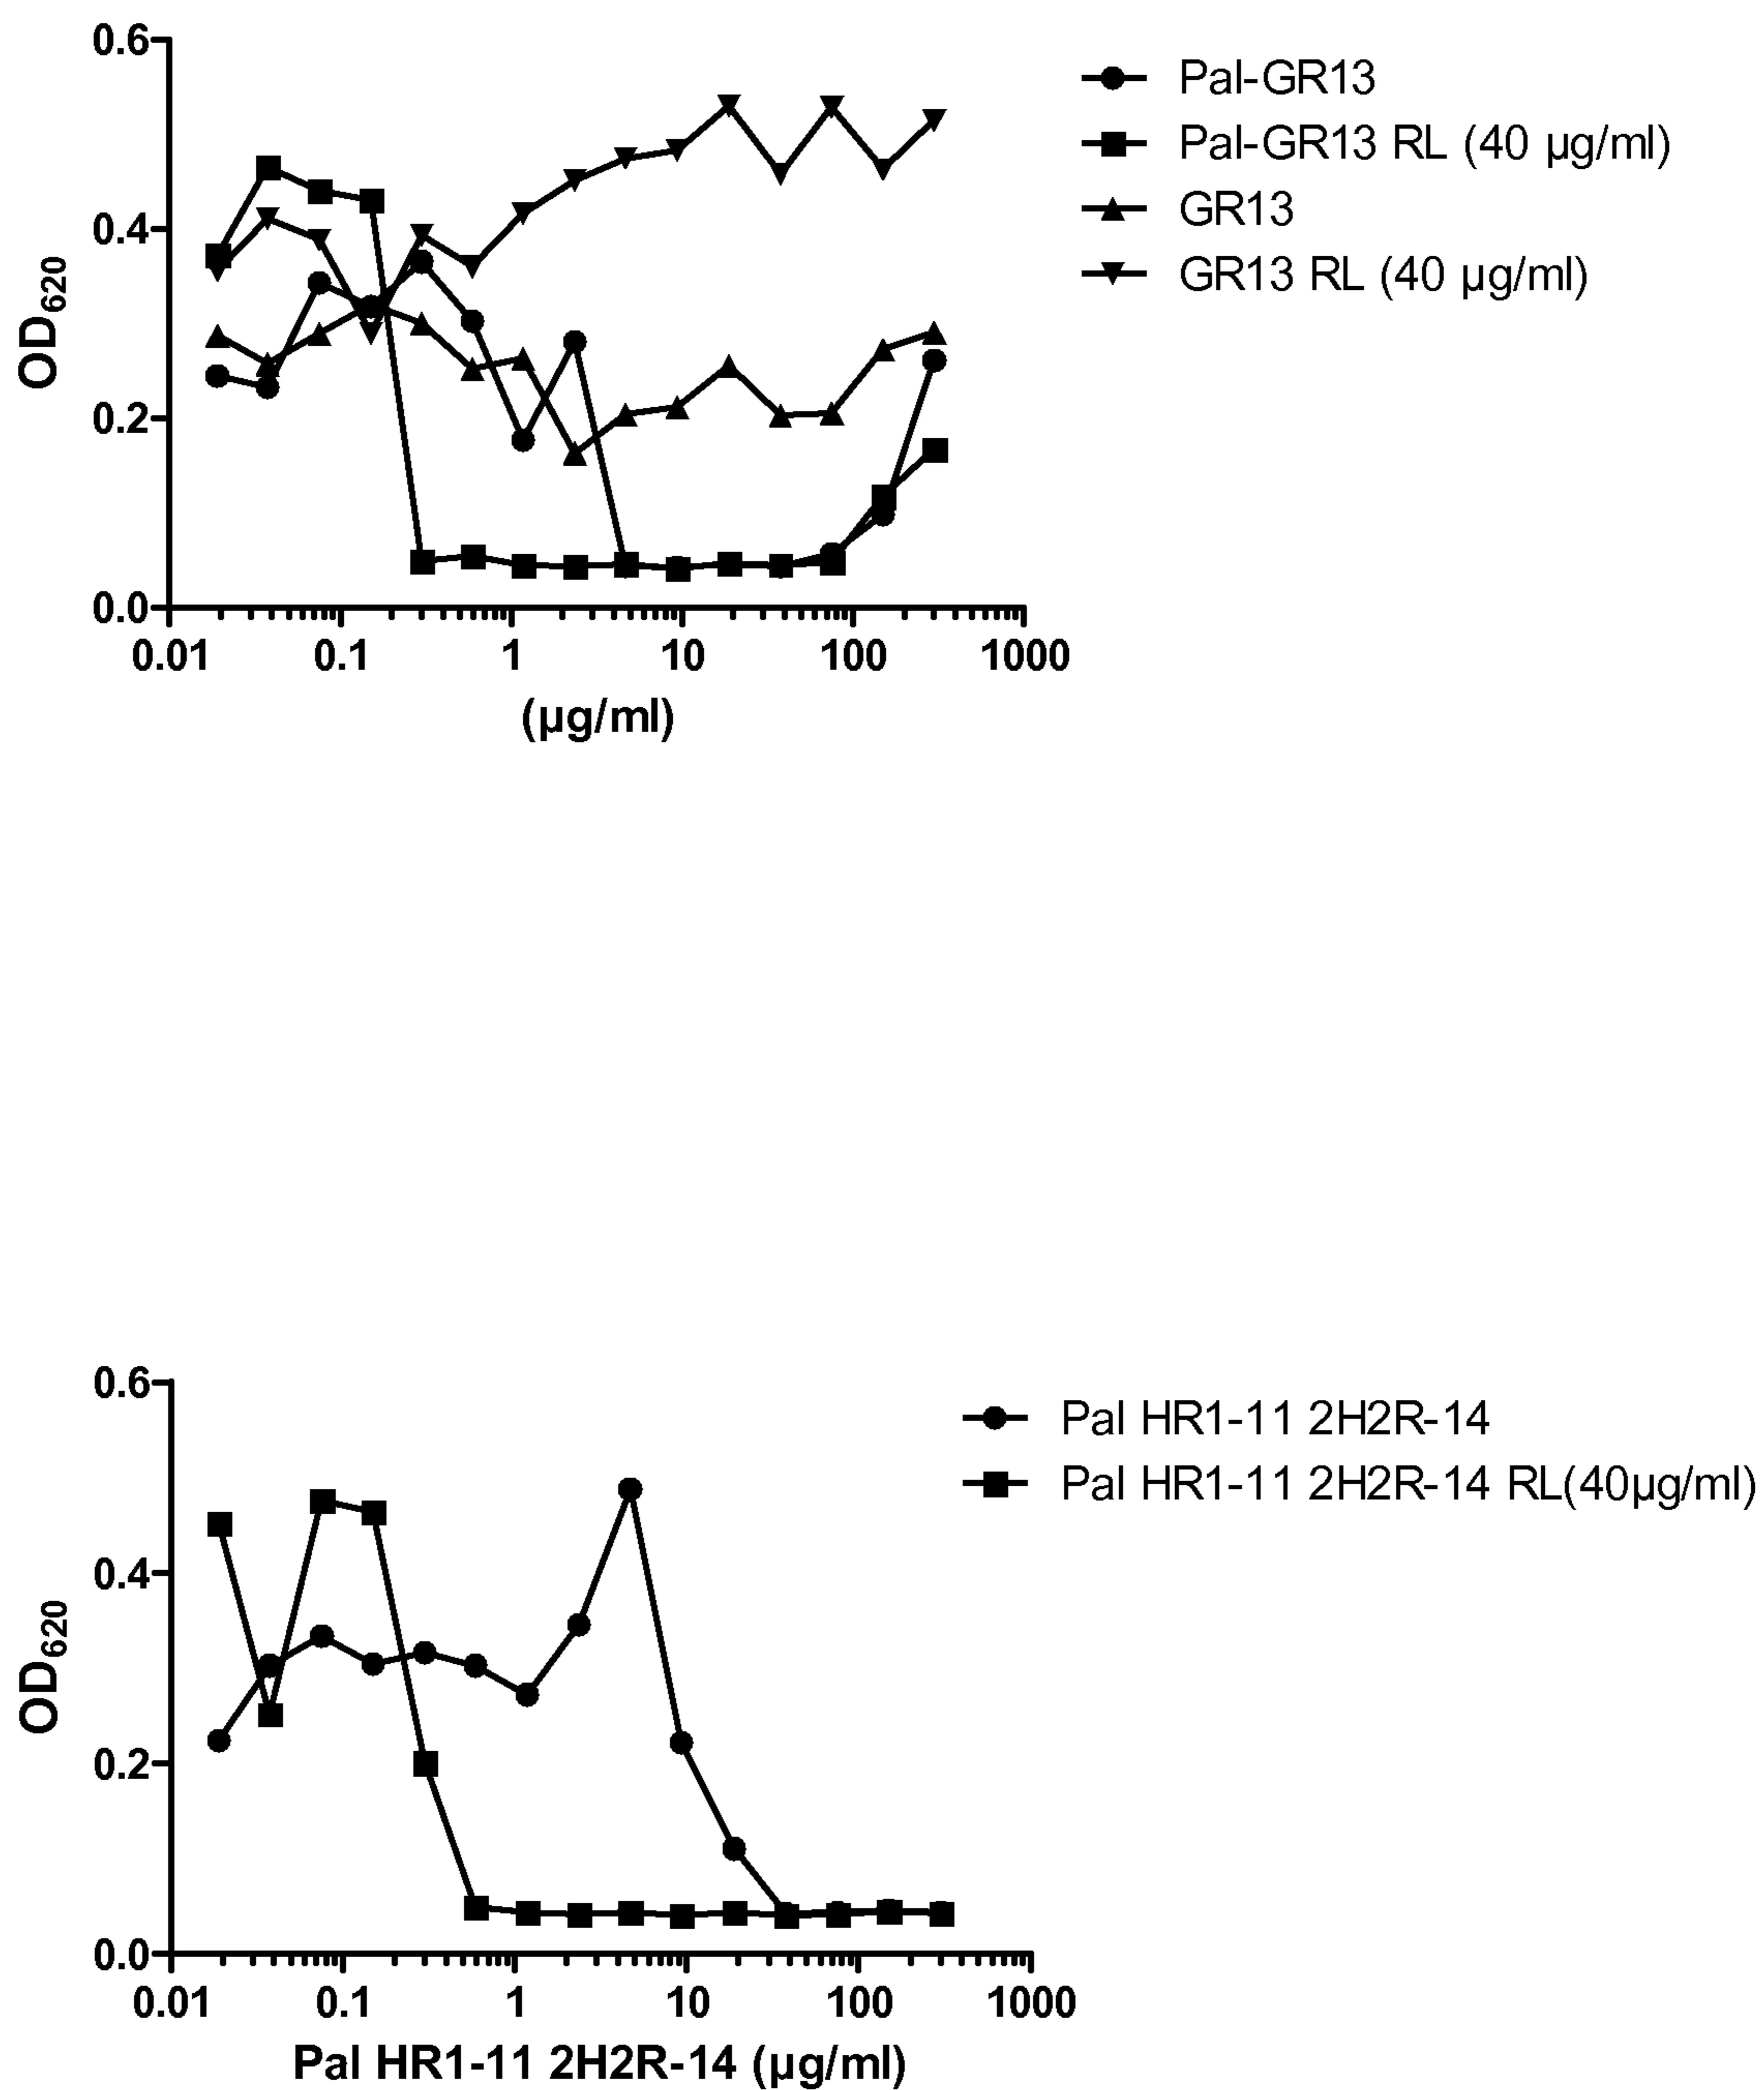 0.6
0.4
0.2
0.0
OD620
0.01 0.1 1 10 100 1000
(µg/ml)
Pal-GR13
Pal-GR13 RL (40 µg/ml)
GR13
GR13 RL (40 µg/ml)
0.6
0.4
0.2
0.0
OD620
0.01 0.1 1 10 100 1000
Pal HR1-11 2H2R-14 (µg/ml)
Pal HR1-11 2H2R-14
Pal HR1-11 2H2R-14 RL(40µg/ml)